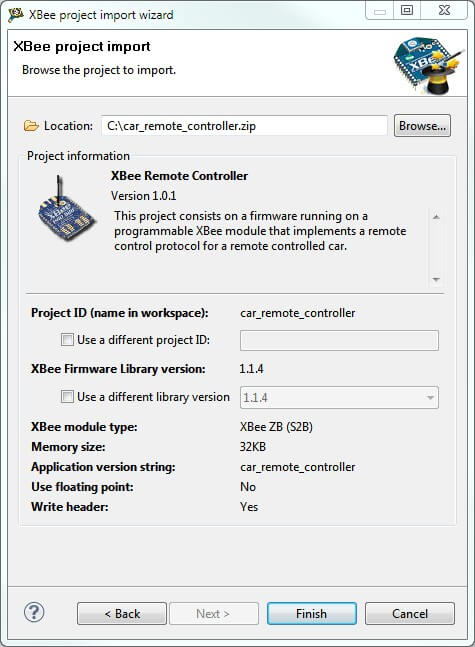 XBee project import wizard
XBee project import
Browse the project to import.
Location: C:\car_remote_controller.zip Browse...
Project information
XBee Remote Controller
Version 1.0.1
This project consists on a firmware running on a
programmable XBee module that implements a remote
control protocol for a remote controlled car.
Project ID (name in workspace): car_remote_controller
Use a different project ID:
XBee Firmware Library version: 1.1.4
Use a different library version 1.1.4
XBee module type: XBee ZB (S2B)
Memory size: 32KB
Application version string: car_remote_controller
Use floating point: No
Write header: Yes
? < Back Next > Finish Cancel